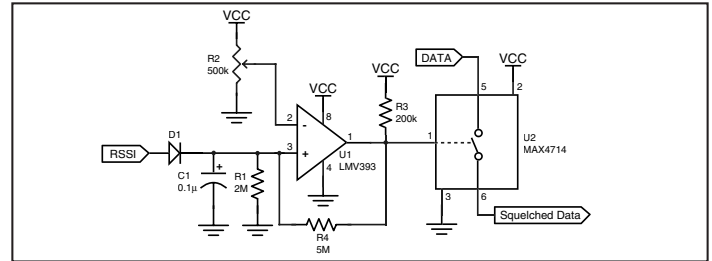 VCC
R2
500k
VCC
2
8
-
3
+
1
4
U1
LMV393
D1
RSSI
C1
0.1µ
+
R1
2M
R4
5M
VCC
R3
200k
DATA
VCC
5
2
1
U2
MAX4714
3
6
Squelched Data